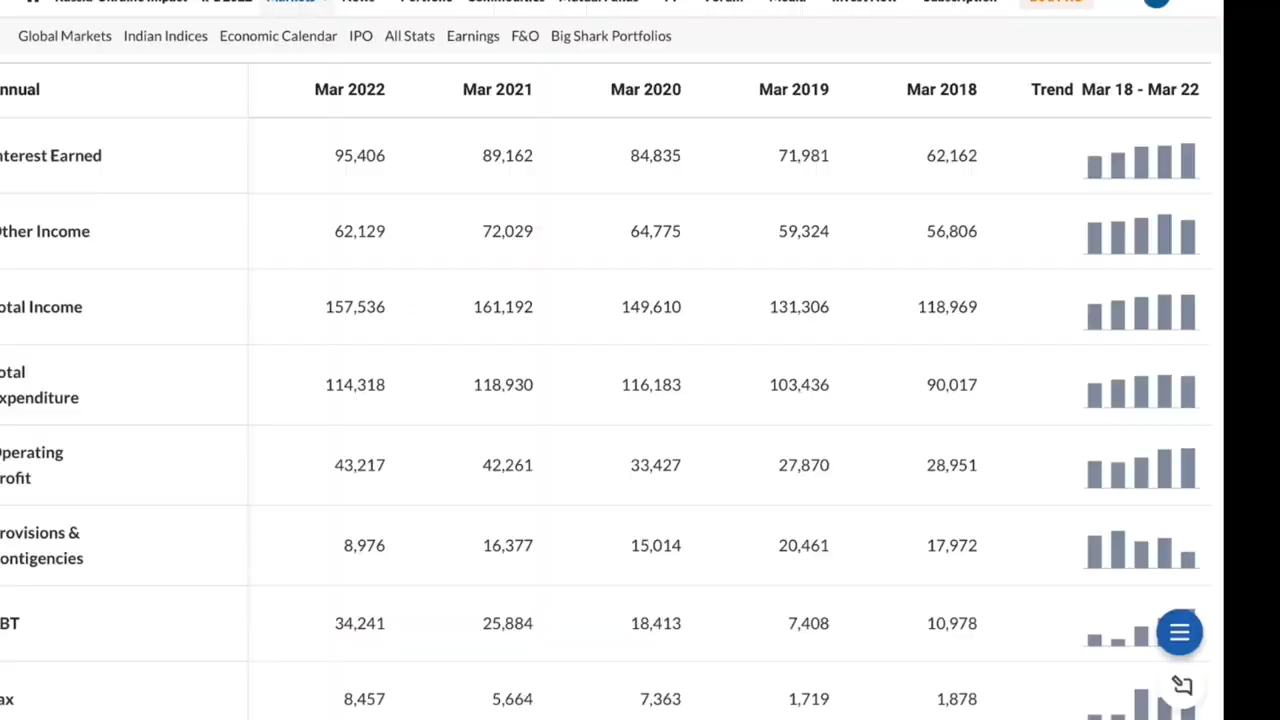 Global Markets Indian Indices Economic Calendar IPO All Stats Earnings F&O Big Shark Portfolios
nnual Mar 2022 Mar 2021 Mar 2020 Mar 2019 Mar 2018 Trend Mar 18 - Mar 22
nterest Earned 95,406 89,162 84,835 71,981 62,162
ther Income 62,129 72,029 64,775 59,324 56,806
otal Income 157,536 161,192 149,610 131,306 118,969
otal
xpenditure 114,318 118,930 116,183 103,436 90,017
perating
rofit 43,217 42,261 33,427 27,870 28,951
rovisions &
ontigencies 8,976 16,377 15,014 20,461 17,972
BT 34,241 25,884 18,413 7,408 10,978
ax 8,457 5,664 7,363 1,719 1,878